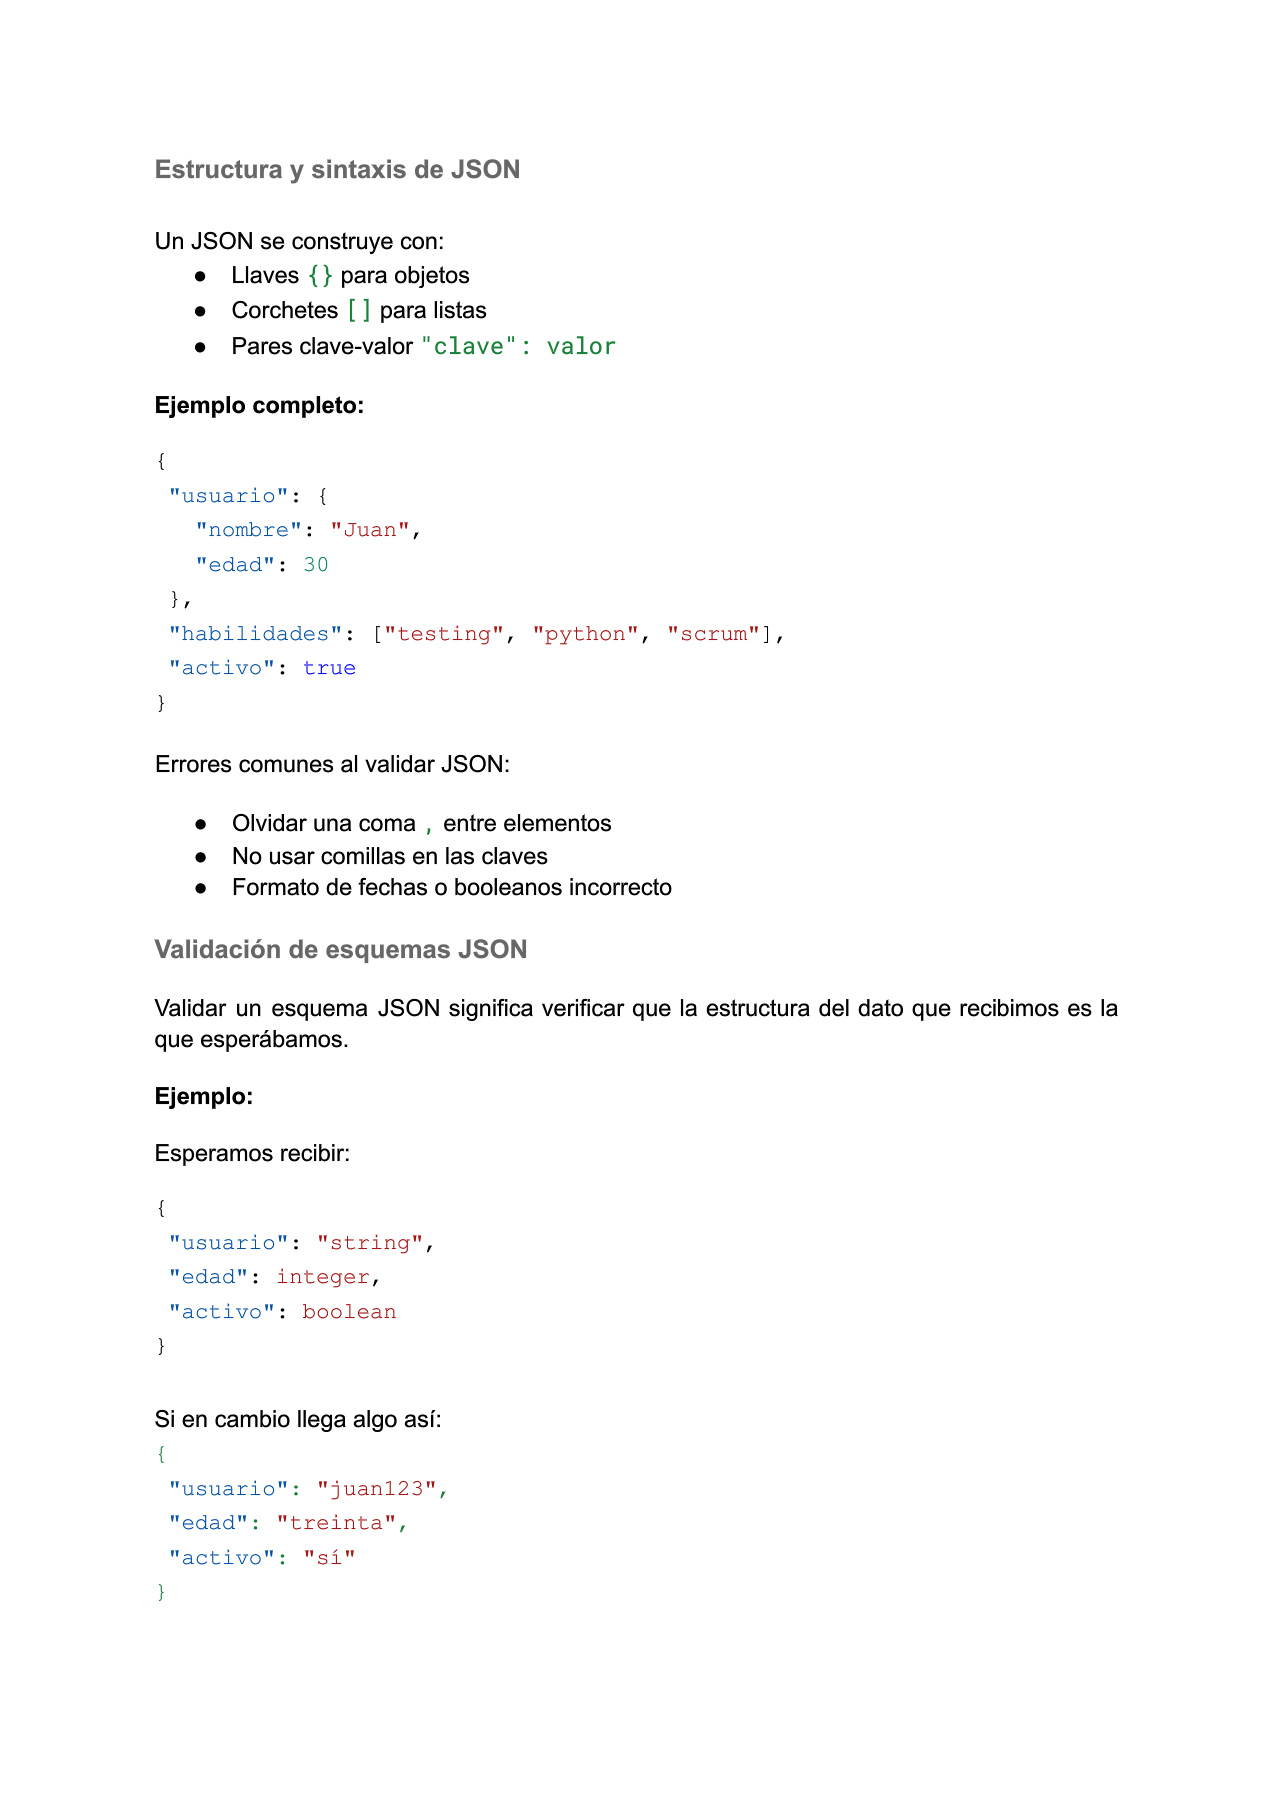 Estructura y sintaxis de JSON
Un JSON se construye con:
● Llaves {} para objetos
● Corchetes [] para listas
● Pares clave-valor "clave": valor
Ejemplo completo:
{
"usuario": {
"nombre": "Juan",
"edad": 30
},
"habilidades": ["testing", "python", "scrum"],
"activo": true
}
Errores comunes al validar JSON:
● Olvidar una coma , entre elementos
● No usar comillas en las claves
● Formato de fechas o booleanos incorrecto
Validación de esquemas JSON
Validar un esquema JSON significa verificar que la estructura del dato que recibimos es la
que esperábamos.
Ejemplo:
Esperamos recibir:
{
"usuario": "string",
"edad": integer,
"activo": boolean
}
Si en cambio llega algo así:
{
"usuario": "juan123",
"edad": "treinta",
"activo": "sí"
}